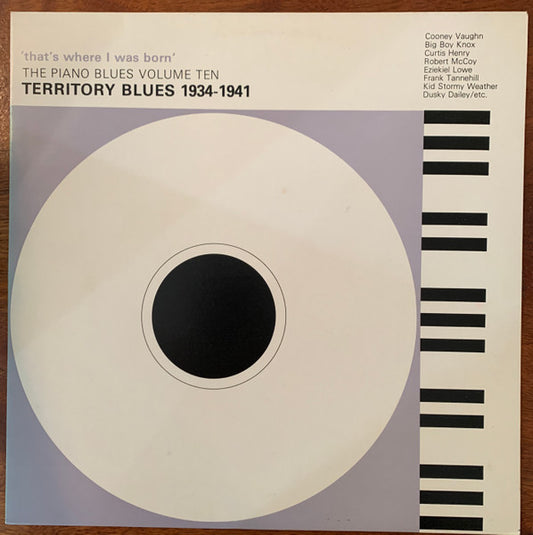 'that's where I was born'
THE PIANO BLUES VOLUME TEN
TERRITORY BLUES 1934-1941
Cooney Vaughn
Big Boy Knox
Curtis Henry
Robert McCoy
Eziekiel Lowe
Frank Tannehill
Kid Stormy Weather
Dusky Dailey/etc.